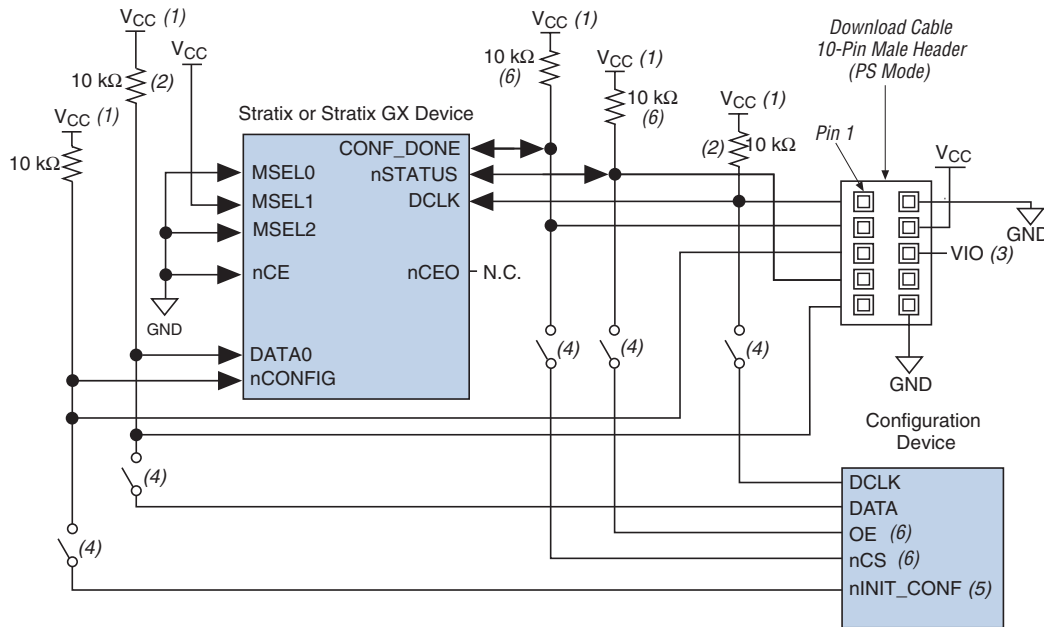 VCC (1)
10 kΩ (2)
VCC
VCC (1)
10 kΩ
VCC (1)
10 kΩ
(6)
VCC (1)
10 kΩ
(6)
VCC (1)
(2) 10 kΩ
Download Cable
10-Pin Male Header
(PS Mode)
Pin 1
VCC
GND
VIO (3)
GND
Stratix or Stratix GX Device
CONF_DONE
nSTATUS
DCLK
MSEL0
MSEL1
MSEL2
nCE
nCEO
N.C.
GND
DATA0
nCONFIG
(4)
(4)
(4)
(4)
(4)
Configuration
Device
DCLK
DATA
OE (6)
nCS (6)
nINIT_CONF (5)